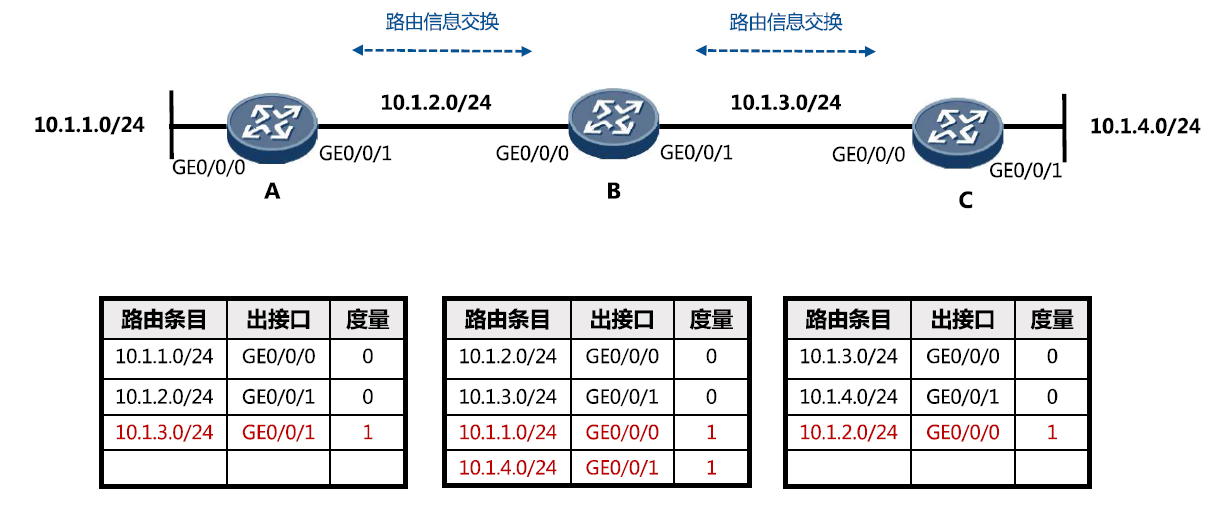 路由信息交换 路由信息交换
10.1.1.0/24 10.1.2.0/24 10.1.3.0/24 10.1.4.0/24
GE0/0/0 GE0/0/1 GE0/0/0 GE0/0/1 GE0/0/0 GE0/0/1
A B C
路由条目 出接口 度量
10.1.1.0/24 GE0/0/0 0
10.1.2.0/24 GE0/0/1 0
10.1.3.0/24 GE0/0/1 1
路由条目 出接口 度量
10.1.2.0/24 GE0/0/0 0
10.1.3.0/24 GE0/0/1 0
10.1.1.0/24 GE0/0/0 1
10.1.4.0/24 GE0/0/1 1
路由条目 出接口 度量
10.1.3.0/24 GE0/0/0 0
10.1.4.0/24 GE0/0/1 0
10.1.2.0/24 GE0/0/0 1